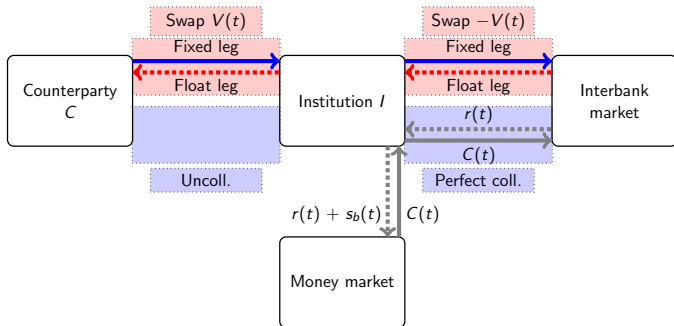 Swap V(t)
Swap −V(t)
Fixed leg
Fixed leg
Float leg
Float leg
Counterparty
C
Institution I
Interbank
market
r(t)
C(t)
Uncoll.
Perfect coll.
r(t) + s_b(t)
C(t)
Money market